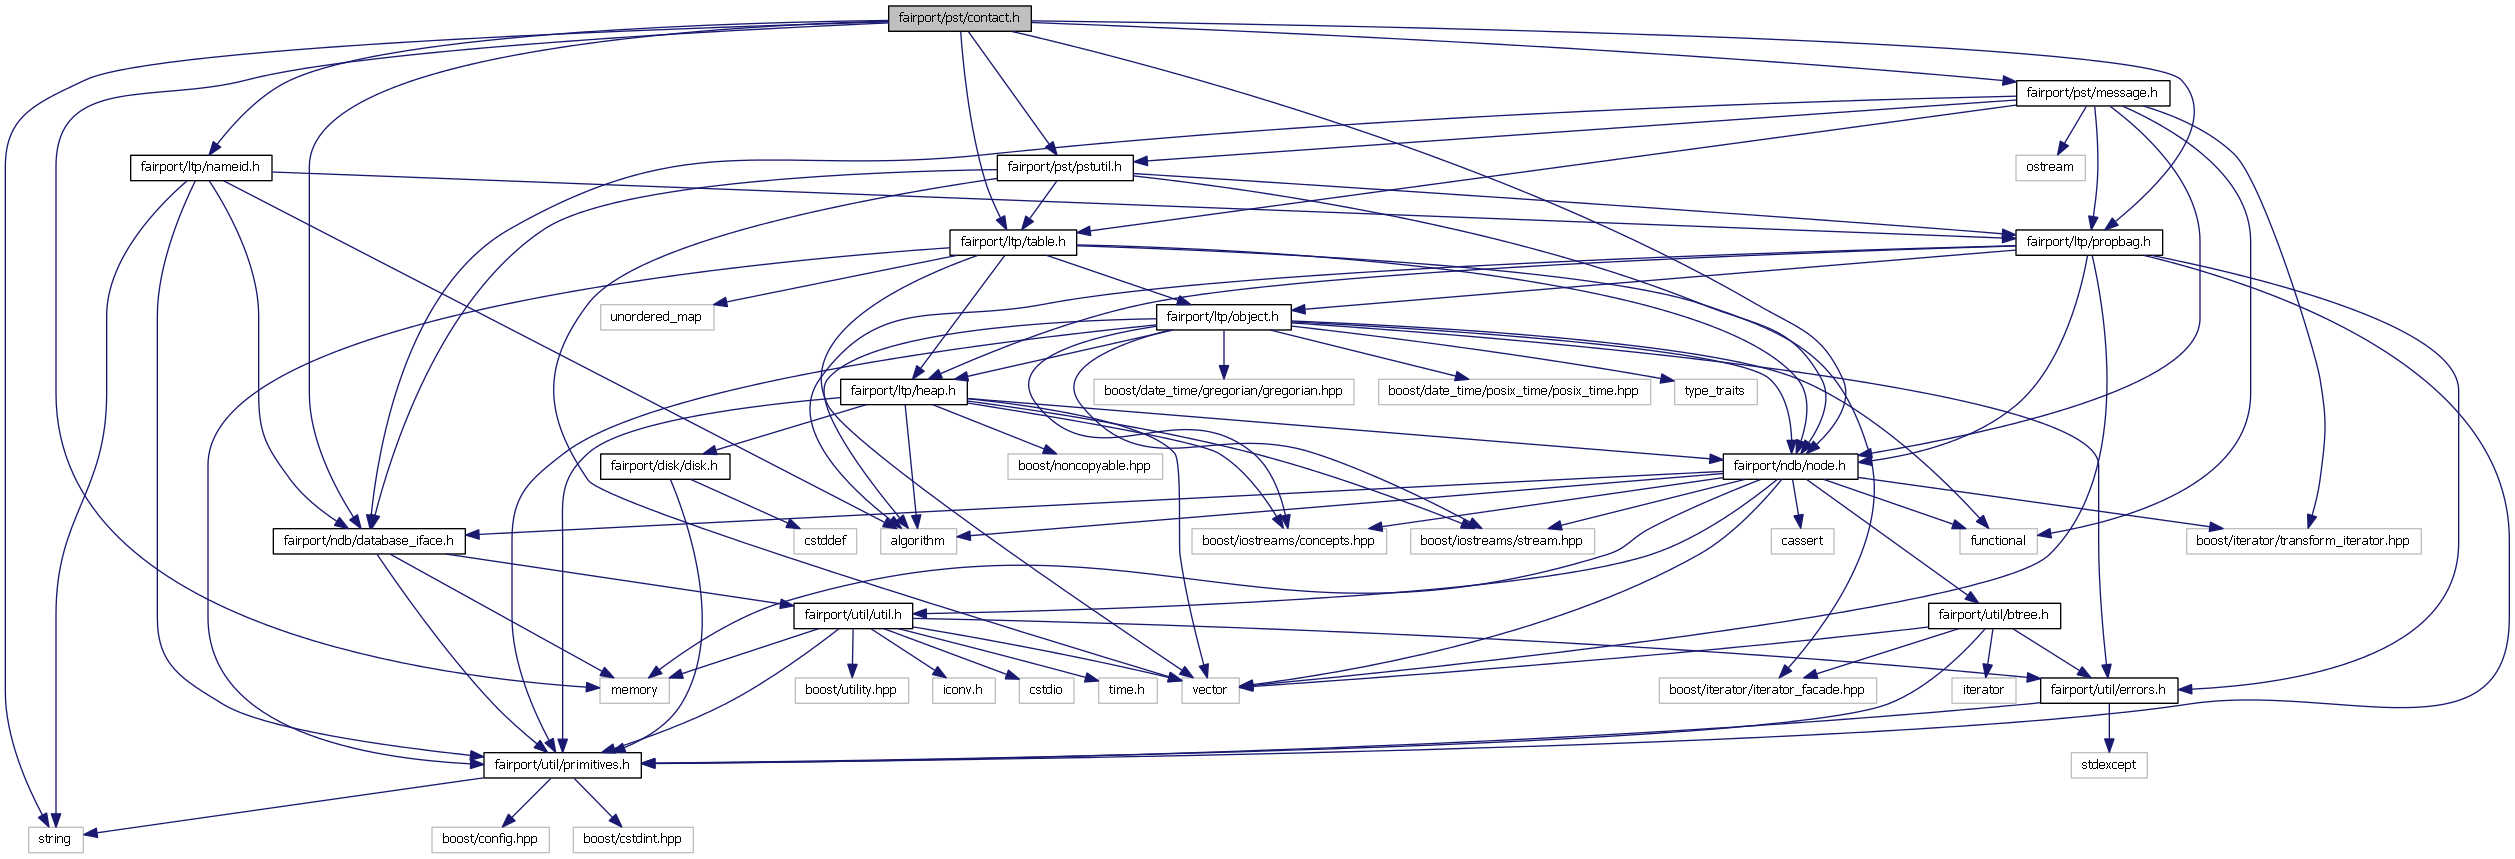 fairport/pst/contact.h
fairport/pst/message.h
fairport/ltp/nameid.h
fairport/pst/pstutil.h
ostream
fairport/ltp/table.h
fairport/ltp/propbag.h
unordered_map
fairport/ltp/object.h
fairport/ltp/heap.h
boost/date_time/gregorian/gregorian.hpp
boost/date_time/posix_time/posix_time.hpp
type_traits
fairport/disk/disk.h
boost/noncopyable.hpp
fairport/ndb/node.h
fairport/ndb/database_iface.h
cstddef
algorithm
boost/iostreams/concepts.hpp
boost/iostreams/stream.hpp
cassert
functional
boost/iterator/transform_iterator.hpp
fairport/util/util.h
fairport/util/btree.h
memory
boost/utility.hpp
iconv.h
cstdio
time.h
vector
boost/iterator/iterator_facade.hpp
iterator
fairport/util/errors.h
fairport/util/primitives.h
stdexcept
string
boost/config.hpp
boost/cstdint.hpp